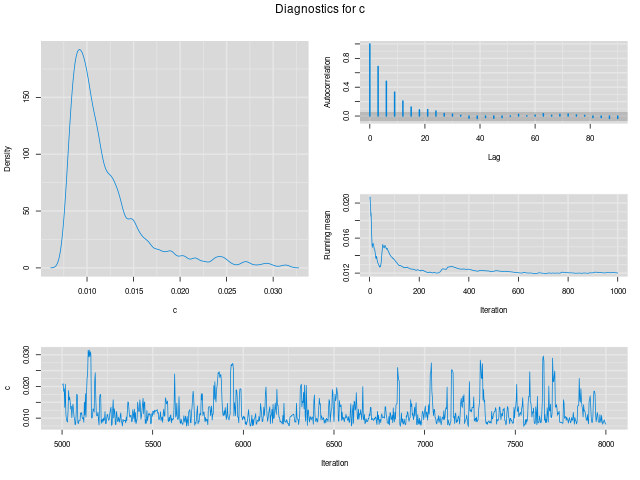 Diagnostics for c
Density
0 50 100 150
0.010 0.015 0.020 0.025 0.030
c
Autocorrelation
0.0 0.4 0.8
0 20 40 60 80
Lag
Running mean
0.012 0.016 0.020
0 200 400 600 800 1000
Iteration
c
0.010 0.020 0.030
5000 5500 6000 6500 7000 7500 8000
Iteration